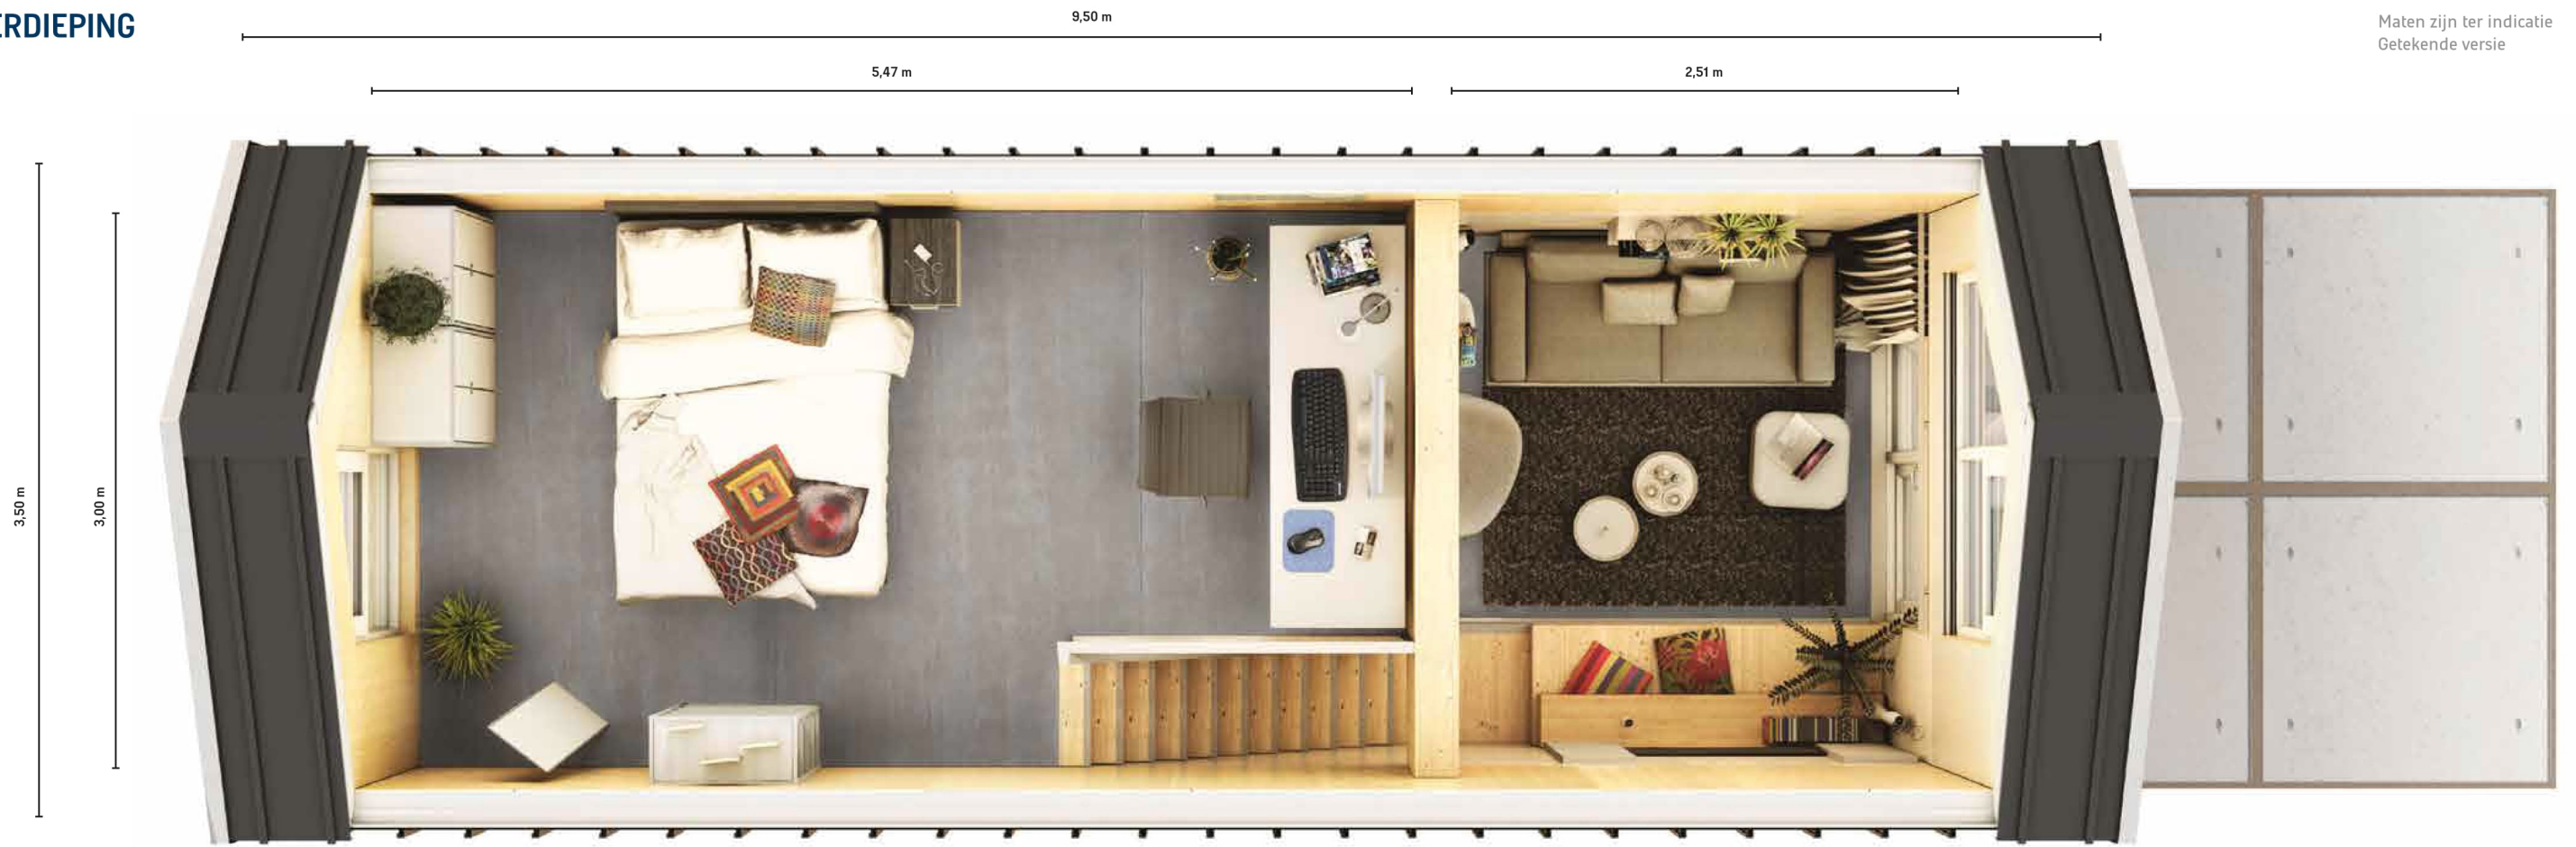 ERDIEPING
9,50 m
Maten zijn ter indicatie
Getekende versie
5,47 m
2,51 m
3,50 m
3,00 m